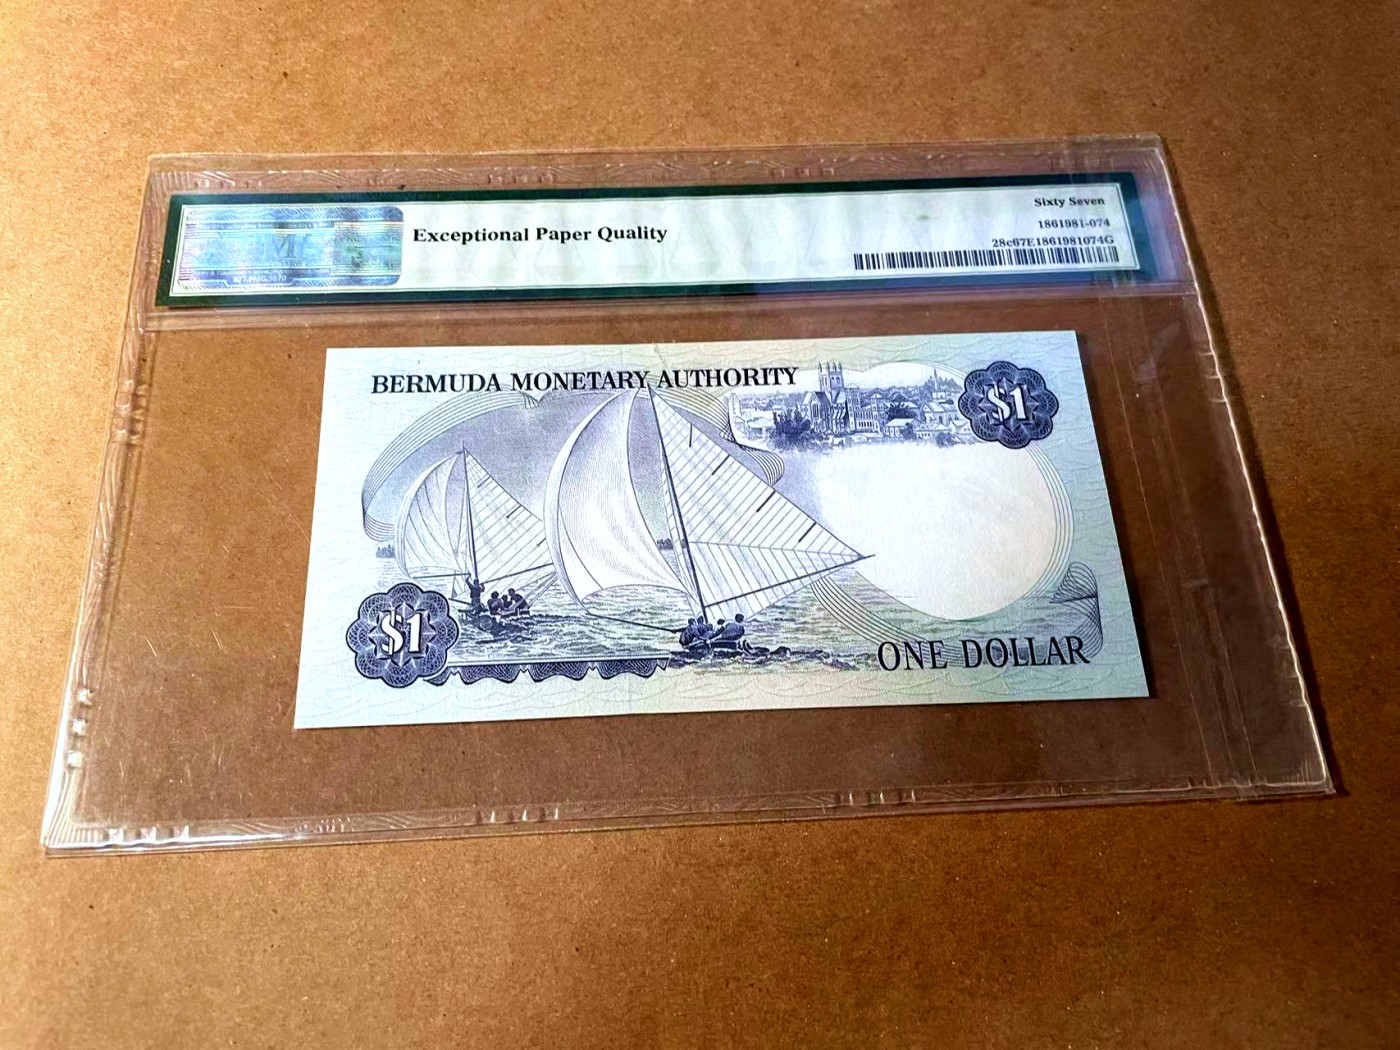 Exceptional Paper Quality
Sixty Seven
1861981-074
28c67E1861981074G
BERMUDA MONETARY AUTHORITY
$1
$1
ONE DOLLAR